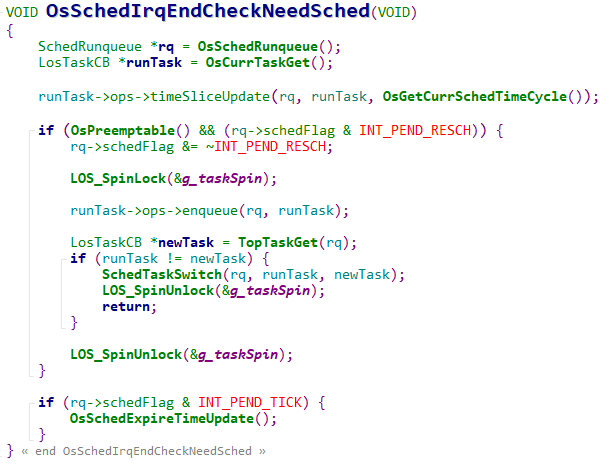 VOID OsSchedIrqEndCheckNeedSched(VOID)
{
    SchedRunqueue *rq = OsSchedRunqueue();
    LosTaskCB *runTask = OsCurrTaskGet();

    runTask->ops->timeSliceUpdate(rq, runTask, OsGetCurrSchedTimeCycle());

    if (OsPreemptable() && (rq->schedFlag & INT_PEND_RESCH)) {
        rq->schedFlag &= ~INT_PEND_RESCH;

        LOS_SpinLock(&g_taskSpin);

        runTask->ops->enqueue(rq, runTask);

        LosTaskCB *newTask = TopTaskGet(rq);
        if (runTask != newTask) {
            SchedTaskSwitch(rq, runTask, newTask);
            LOS_SpinUnlock(&g_taskSpin);
            return;
        }

        LOS_SpinUnlock(&g_taskSpin);
    }

    if (rq->schedFlag & INT_PEND_TICK) {
        OsSchedExpireTimeUpdate();
    }
} « end OsSchedIrqEndCheckNeedSched »